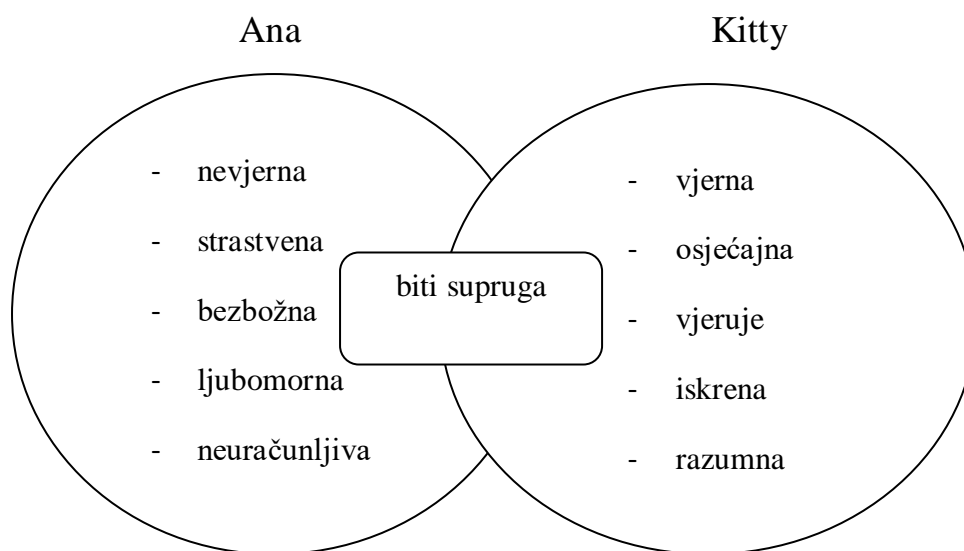 Ana
Kitty
- nevjerna
- strastvena
- bezbožna
- ljubomorna
- neuračunljiva
biti supruga
- vjerna
- osjećajna
- vjeruje
- iskrena
- razumna